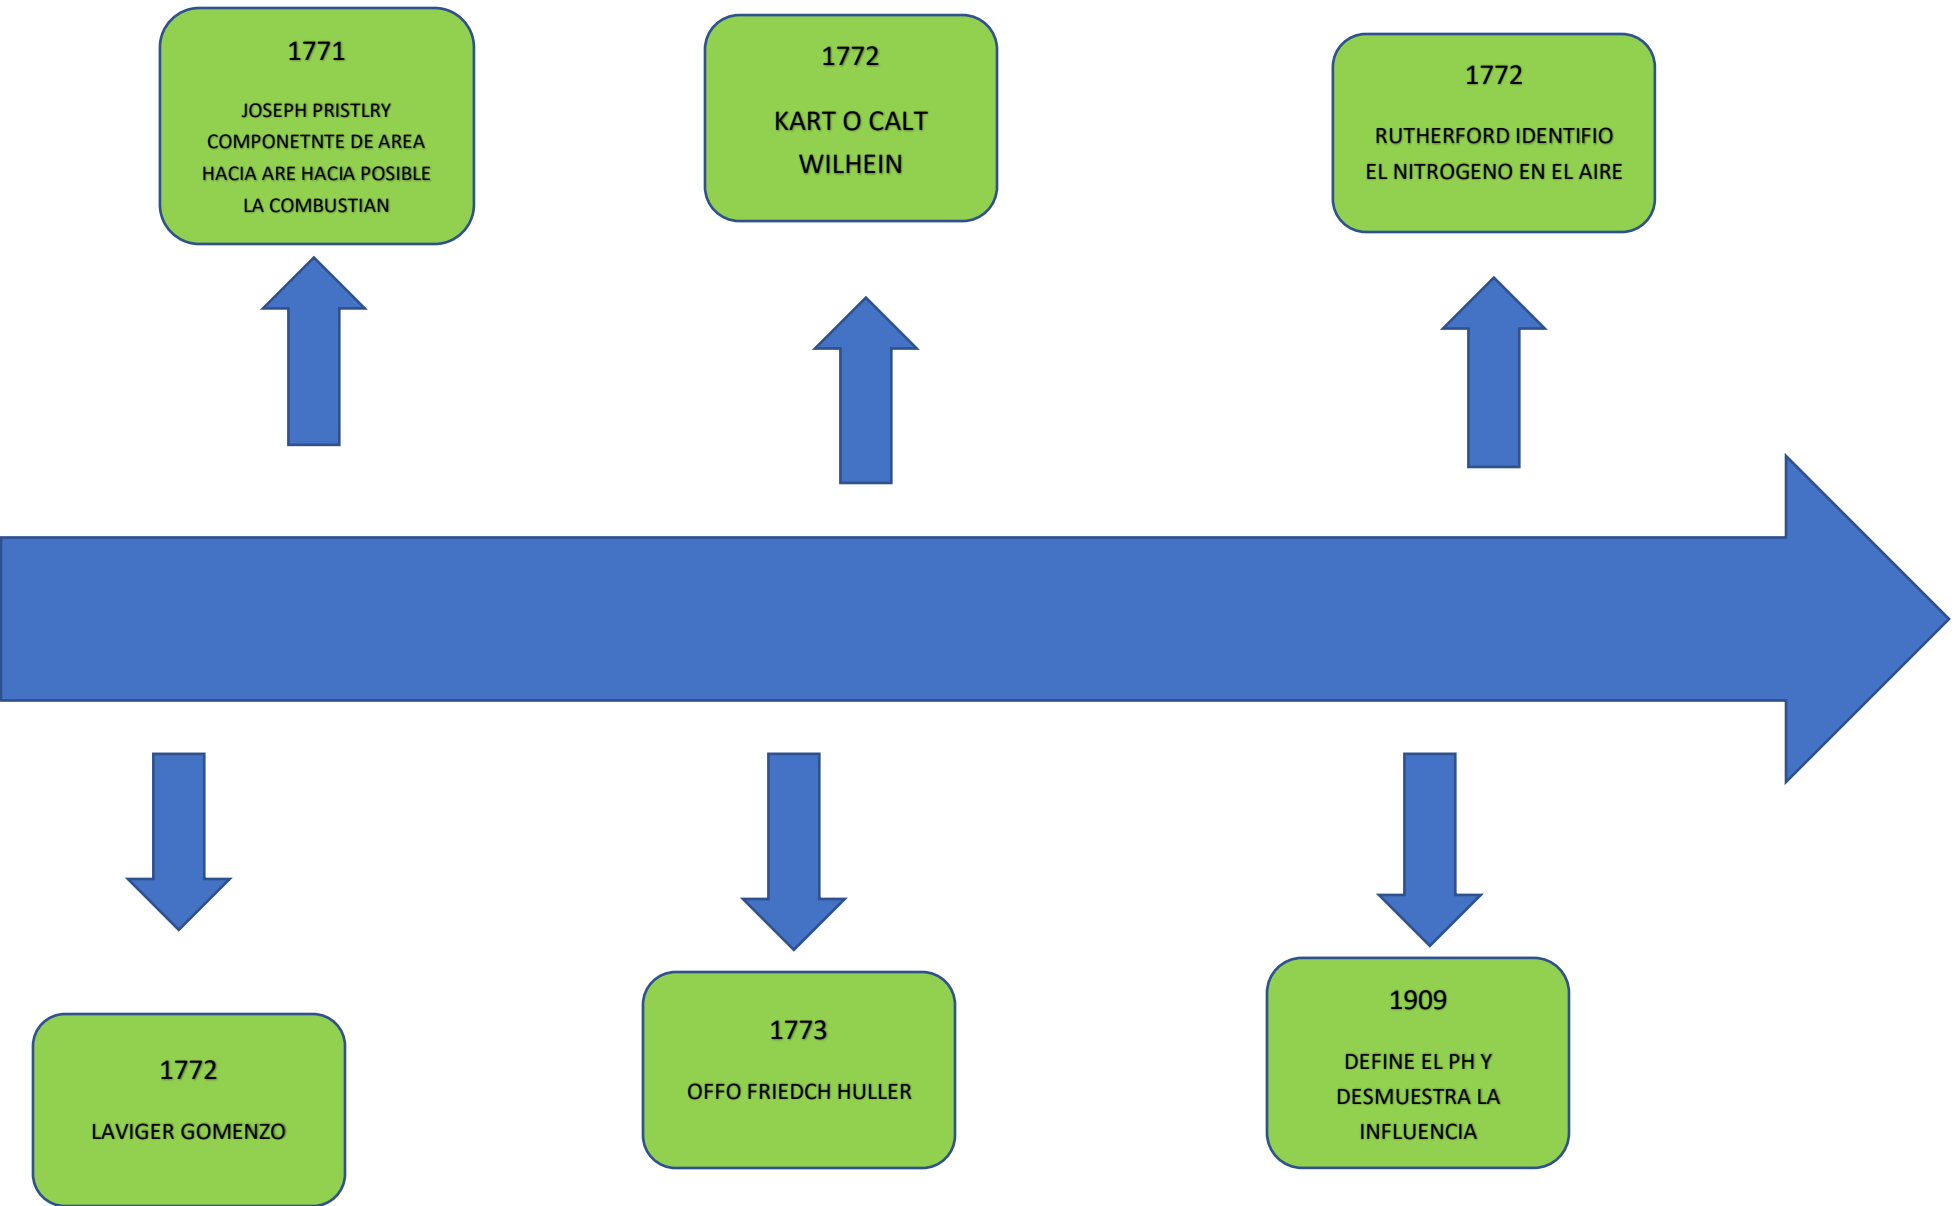 1771
JOSEPH PRISTLRY
COMPONETNTE DE AREA
HACIA ARE HACIA POSIBLE
LA COMBUSTIAN
1772
KART O CALT
WILHEIN
1772
RUTHERFORD IDENTIFIO
EL NITROGENO EN EL AIRE
1772
LAVIGER GOMENZO
1773
OFFO FRIEDCH HULLER
1909
DEFINE EL PH Y
DESMUESTRA LA
INFLUENCIA